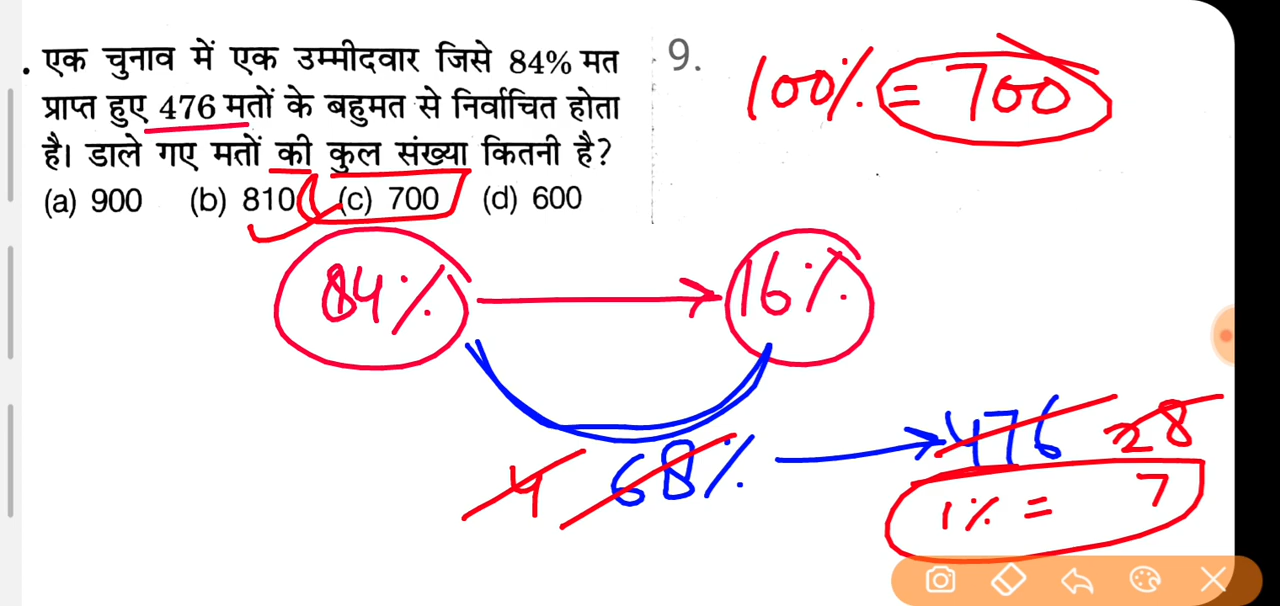 . एक चुनाव में एक उम्मीदवार जिसे 84% मत
प्राप्त हुए 476 मतों के बहुमत से निर्वाचित होता
है। डाले गए मतों की कुल संख्या कितनी है?
(a) 900 (b) 810 (c) 700 (d) 600
9.
100% = 700
84% 16%
4 68% 476 28
1% = 7